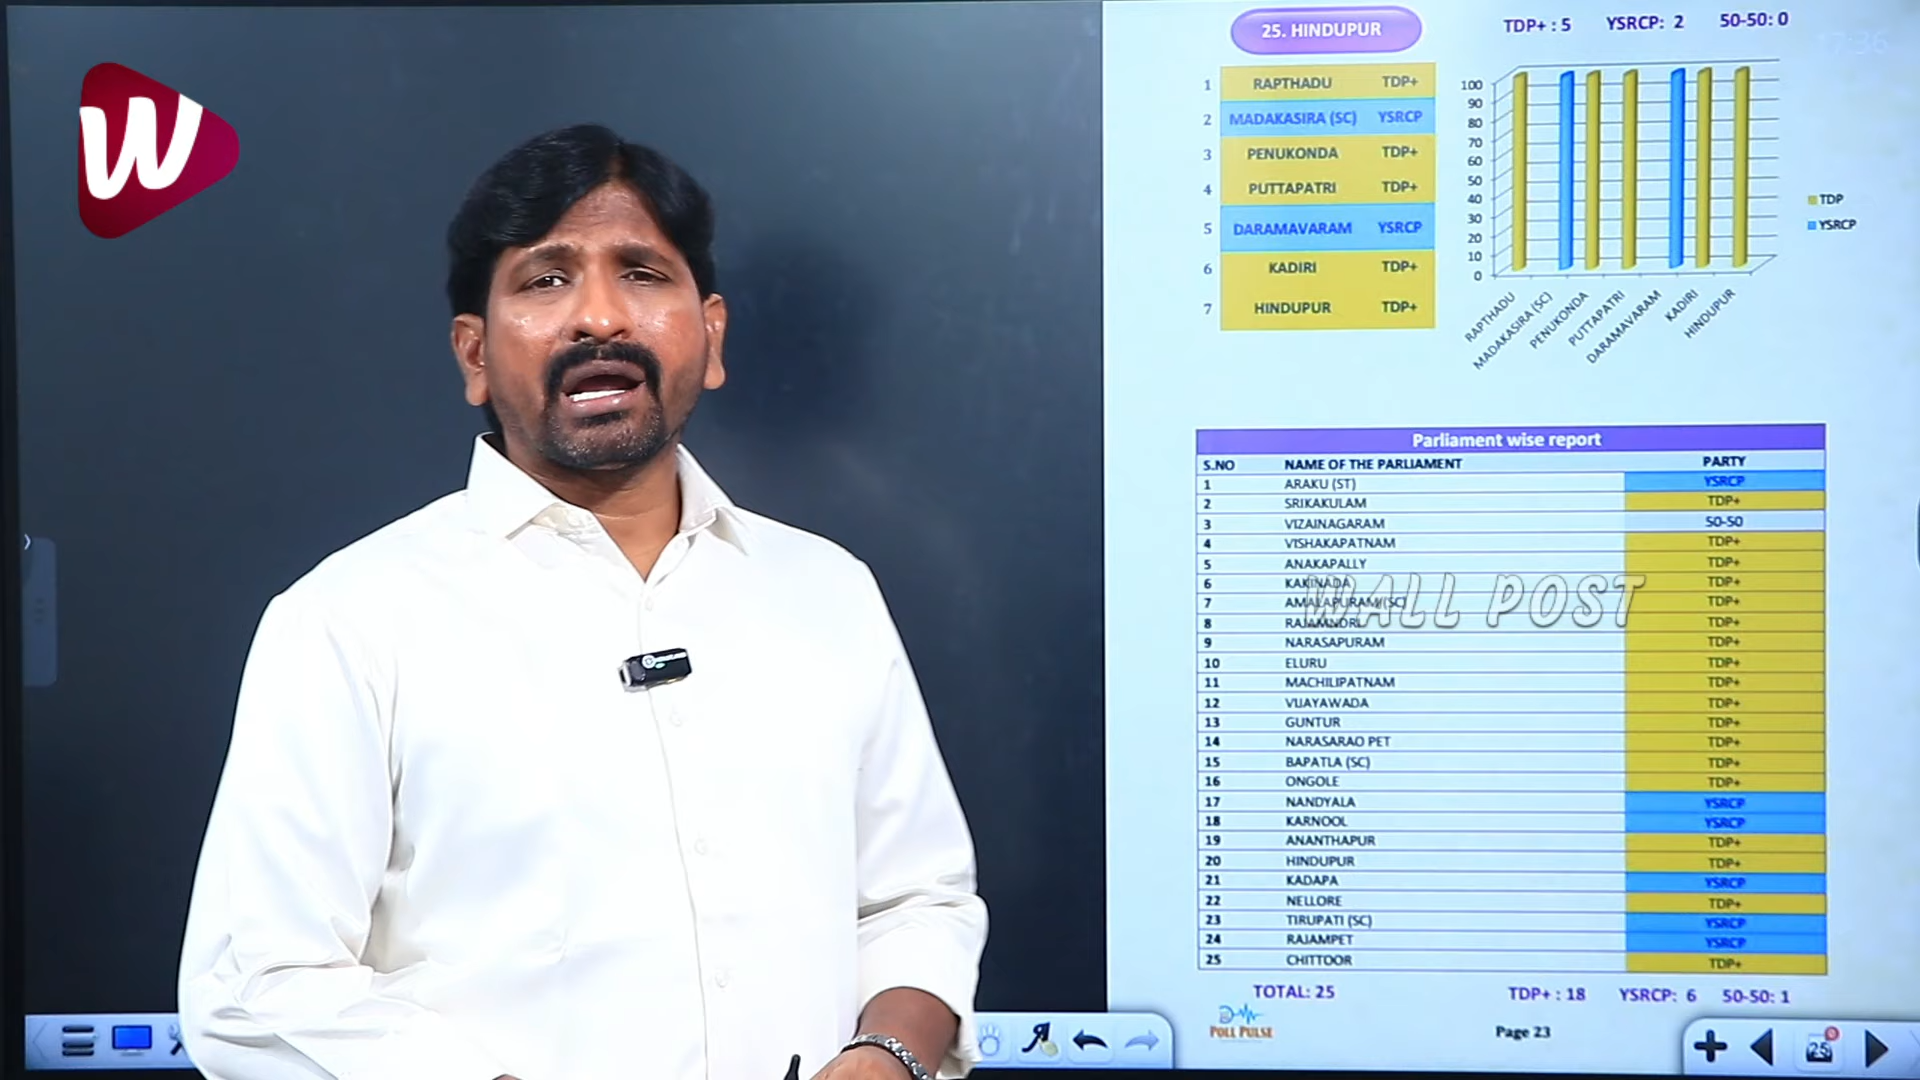 W
25. HINDUPUR
TDP+ : 5 YSRCP: 2 50-50: 0
17:36
1 RAPTHADU TDP+
2 MADAKASIRA (SC) YSRCP
3 PENUKONDA TDP+
4 PUTTAPATRI TDP+
5 DARAMAVARAM YSRCP
6 KADIRI TDP+
7 HINDUPUR TDP+
100
90
80
70
60
50
40
30
20
10
0
RAPTHADU
MADAKASIRA (SC)
PENUKONDA
PUTTAPATRI
DARAMAVARAM
KADIRI
HINDUPUR
TDP
YSRCP
Parliament wise report
S.NO NAME OF THE PARLIAMENT PARTY
1 ARAKU (ST) YSRCP
2 SRIKAKULAM TDP+
3 VIZAINAGARAM 50-50
4 VISHAKAPATNAM TDP+
5 ANAKAPALLY TDP+
6 KAKINADA TDP+
7 AMALAPURAM (SC) TDP+
WALL POST
8 RAJAMNDRI TDP+
9 NARASAPURAM TDP+
10 ELURU TDP+
11 MACHILIPATNAM TDP+
12 VIJAYAWADA TDP+
13 GUNTUR TDP+
14 NARASARAO PET TDP+
15 BAPATLA (SC) TDP+
16 ONGOLE TDP+
17 NANDYALA YSRCP
18 KARNOOL YSRCP
19 ANANTHAPUR TDP+
20 HINDUPUR TDP+
21 KADAPA YSRCP
22 NELLORE TDP+
23 TIRUPATI (SC) YSRCP
24 RAJAMPET YSRCP
25 CHITTOOR TDP+
TOTAL: 25 TDP+ : 18 YSRCP: 6 50-50: 1
POLL PULSE
Page 23
25